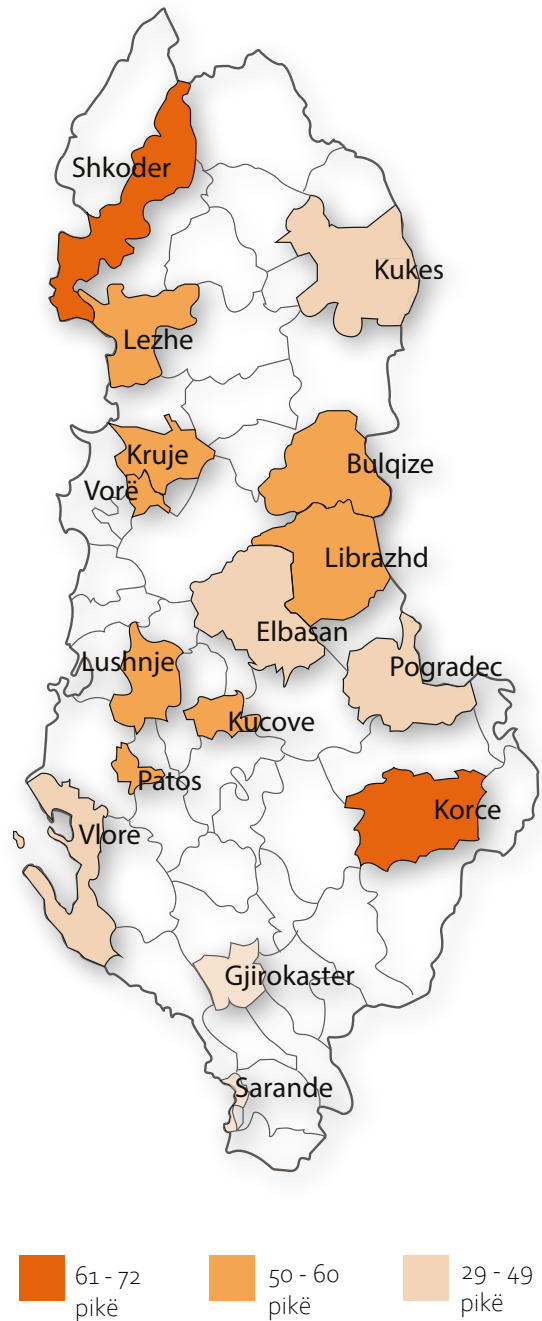 Shkoder
Kukes
Lezhe
Kruje
Bulqize
Vorë
Librazhd
Elbasan
Lushnje
Pogradec
Kucove
Patos
Korce
Vlore
Gjirokaster
Sarande
61 - 72
pikë
50 - 60
pikë
29 - 49
pikë